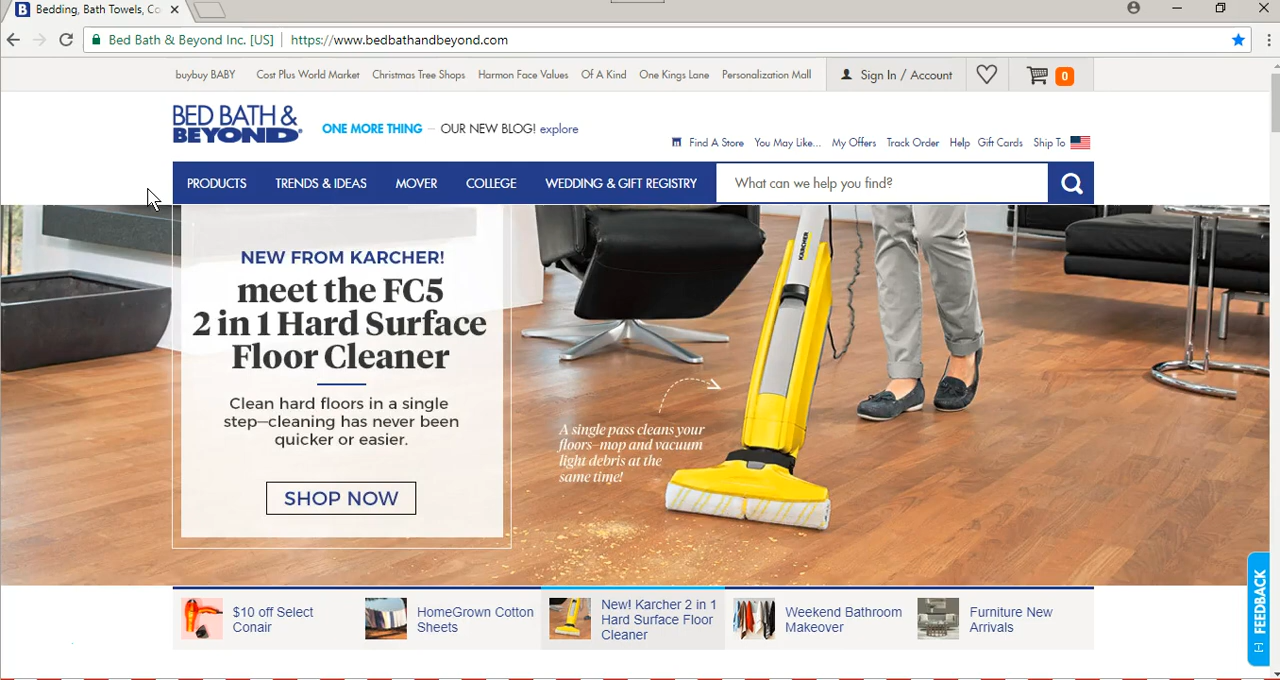 Bedding, Bath Towels, Co
Bed Bath & Beyond Inc. [US] https://www.bedbathandbeyond.com
buybuy BABY Cost Plus World Market Christmas Tree Shops Harmon Face Values Of A Kind One Kings Lane Personalization Mall Sign In / Account 0
BED BATH &
BEYOND
ONE MORE THING – OUR NEW BLOG! explore
Find A Store You May Like... My Offers Track Order Help Gift Cards Ship To
PRODUCTS TRENDS & IDEAS MOVER COLLEGE WEDDING & GIFT REGISTRY What can we help you find?
NEW FROM KARCHER!
meet the FC5
2 in 1 Hard Surface
Floor Cleaner
Clean hard floors in a single
step—cleaning has never been
quicker or easier.
SHOP NOW
KARCHER
A single pass cleans your
floors–mop and vacuum
light debris at the
same time!
FEEDBACK
$10 off Select
Conair
HomeGrown Cotton
Sheets
New! Karcher 2 in 1
Hard Surface Floor
Cleaner
Weekend Bathroom
Makeover
Furniture New
Arrivals